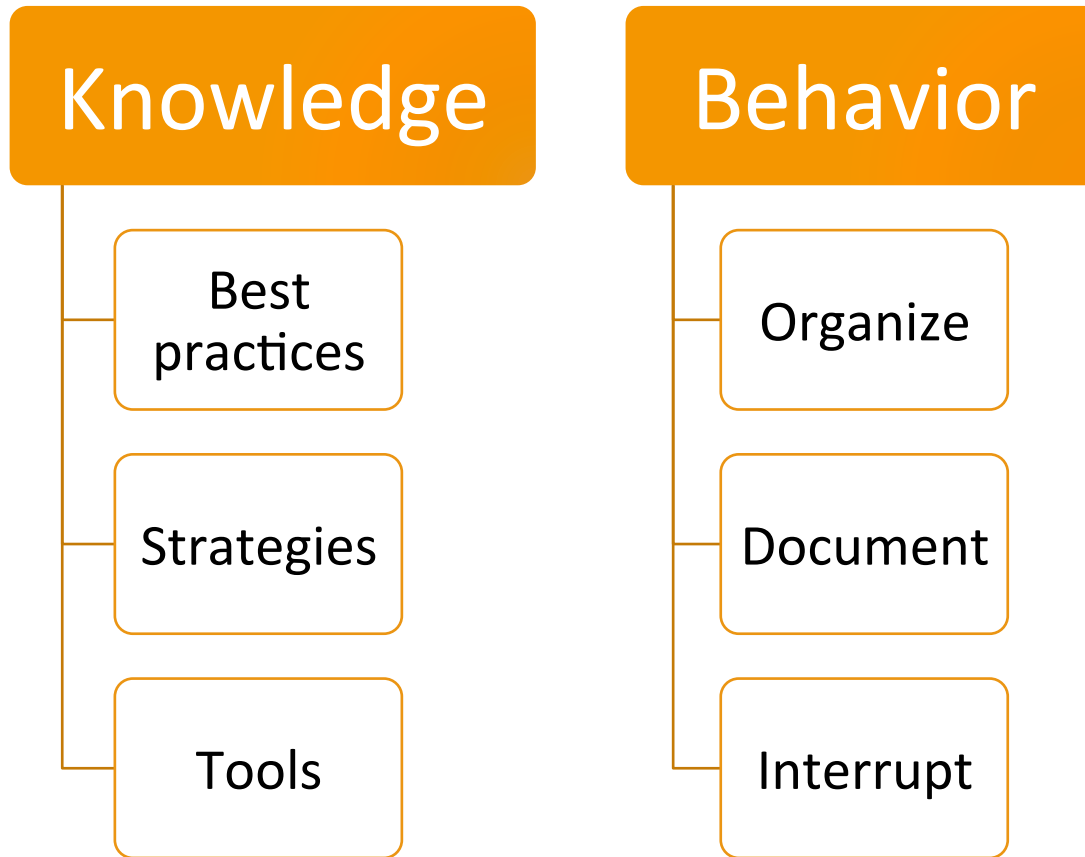 Knowledge
Best
practices
Strategies
Tools
Behavior
Organize
Document
Interrupt